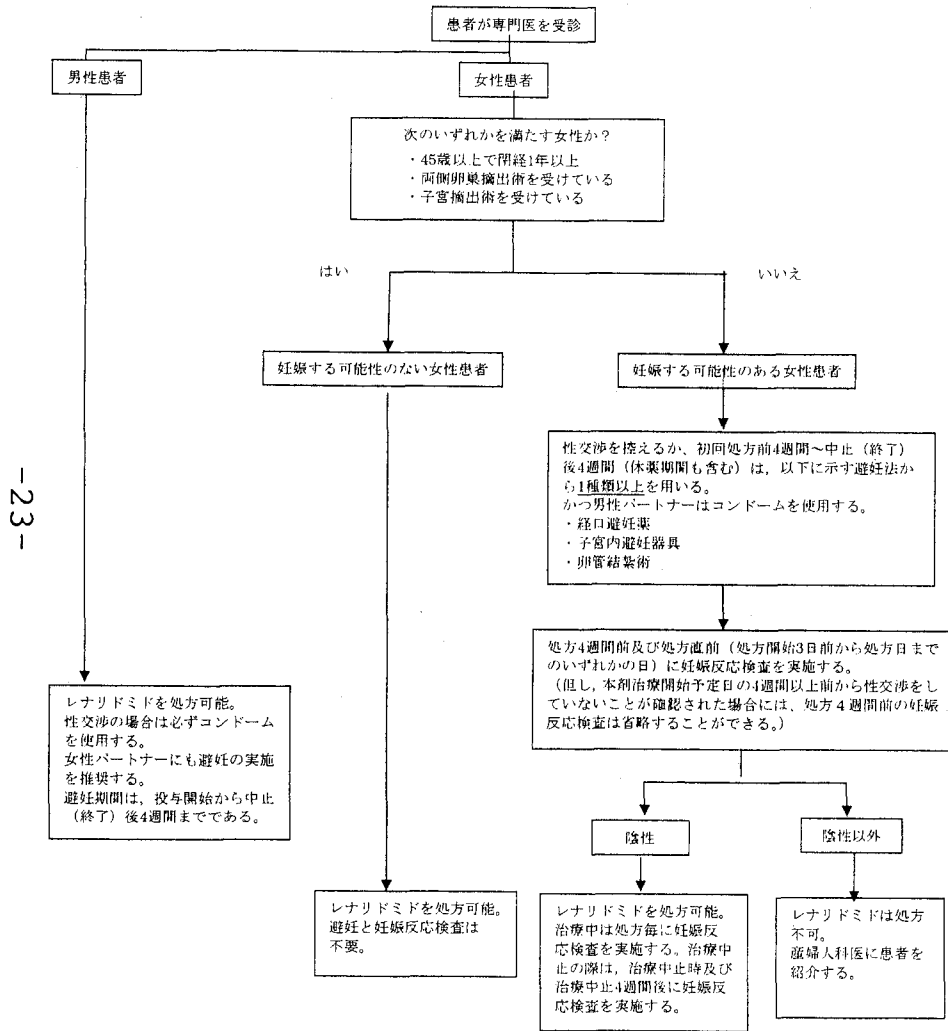 患者が専門医を受診
男性患者
女性患者
次のいずれかを満たす女性か？
・45歳以上で閉経1年以上
・両側卵巣摘出術を受けている
・子宮摘出術を受けている
はい
いいえ
妊娠する可能性のない女性患者
妊娠する可能性のある女性患者
性交渉を控えるか、初回処方前4週間～中止（終了）
後4週間（休薬期間も含む）は、以下に示す避妊法か
ら1種類以上を用いる。
かつ男性パートナーはコンドームを使用する。
・経口避妊薬
・子宮内避妊器具
・卵管結紮術
-23-
処方4週間前及び処方直前（処方開始3日前から処方日まで
のいずれかの日）に妊娠反応検査を実施する。
（但し，本剤治療開始予定日の4週間以上前から性交渉をし
ていないことが確認された場合には、処方４週間前の妊娠
反応検査は省略することができる。）
レナリドミドを処方可能。
性交渉の場合は必ずコンドーム
を使用する。
女性パートナーにも避妊の実施
を推奨する。
避妊期間は、投与開始から中止
（終了）後4週間までである。
陰性
陰性以外
レナリドミドを処方可能。
避妊と妊娠反応検査は
不要。
レナリドミドを処方可能。
治療中は処方毎に妊娠反
応検査を実施する。治療中
止の際は，治療中止時及び
治療中止4週間後に妊娠反
応検査を実施する。
レナリドミドは処方
不可。
産婦人科医に患者を
紹介する。